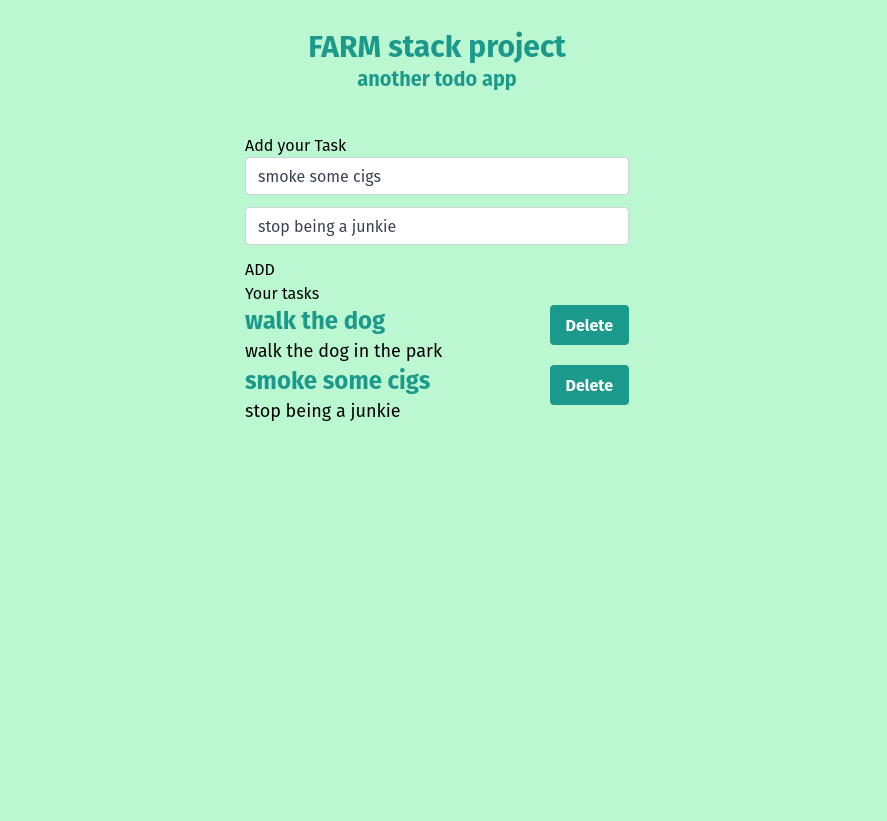 FARM stack project
another todo app
Add your Task
smoke some cigs
stop being a junkie
ADD
Your tasks
walk the dog
Delete
walk the dog in the park
smoke some cigs
Delete
stop being a junkie